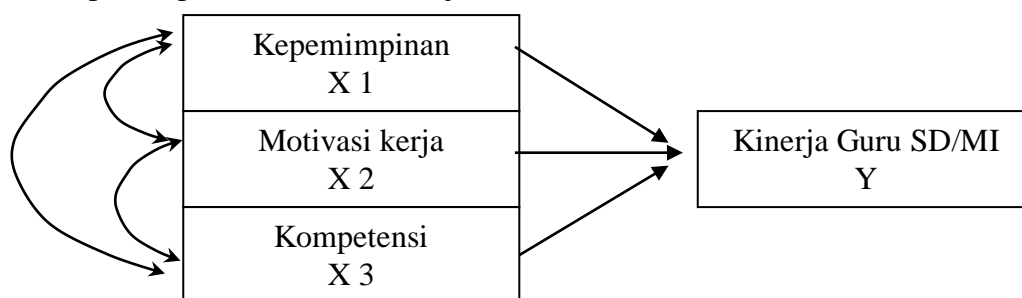 Kepemimpinan
X 1
Motivasi kerja
X 2
Kompetensi
X 3
Kinerja Guru SD/MI
Y